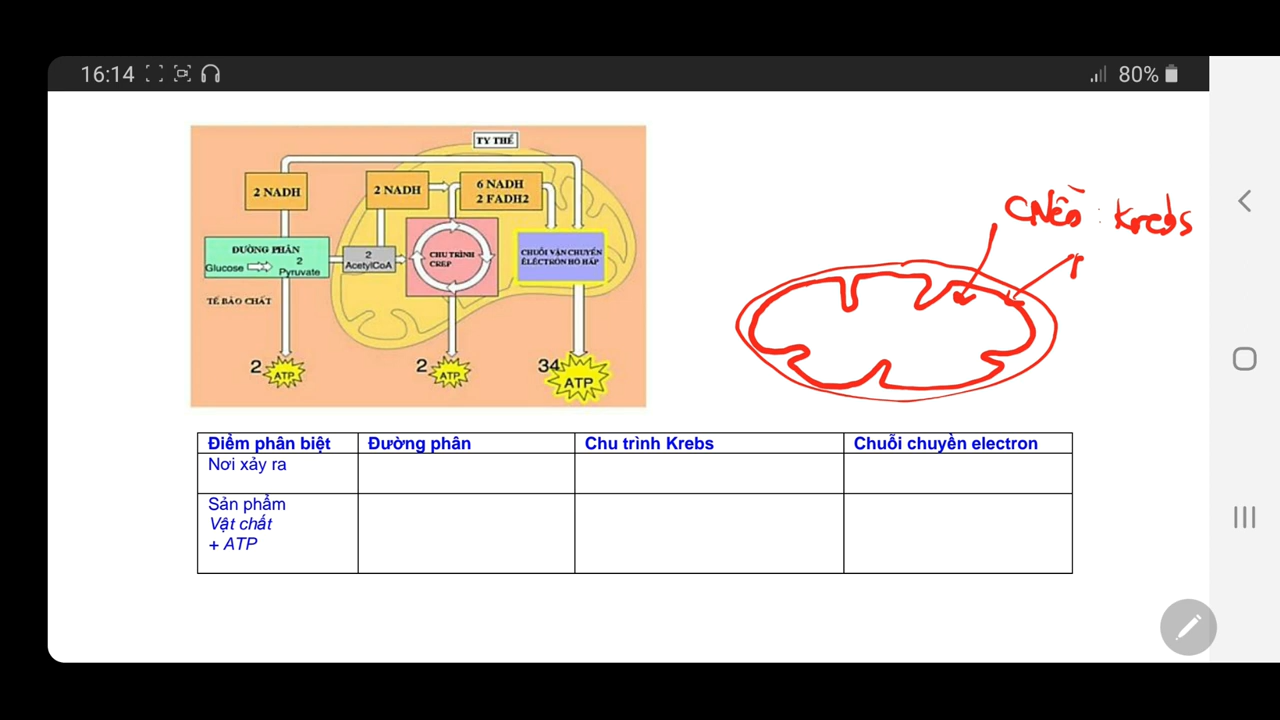 16:14
80%
TY THỂ
2 NADH
2 NADH
6 NADH
2 FADH2
ĐƯỜNG PHÂN
Glucose
2
Pyruvate
2
AcetylCoA
CHU TRÌNH
CREP
CHUỖI VẬN CHUYỂN
ÊLÊCTRÔN HÔ HẤP
TẾ BÀO CHẤT
2
ATP
2
ATP
34
ATP
: Krebs
Điểm phân biệt
Đường phân
Chu trình Krebs
Chuỗi chuyền electron
Nơi xảy ra
Sản phẩm
Vật chất
+ ATP